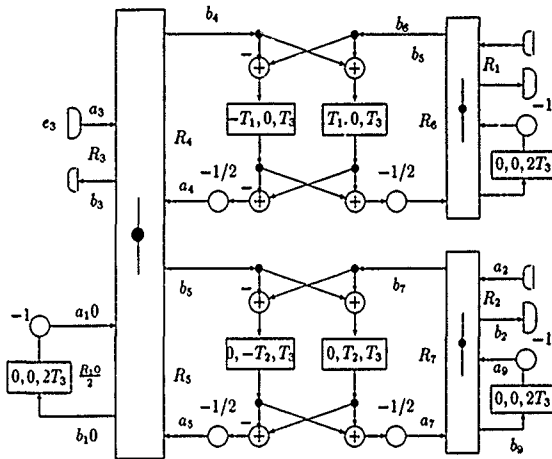 b₄
b₆
b₅
−
R₁
e₃
a₃
−T₁,0,T₃
T₁.0,T₃
−1
R₃
R₄
R₆
0,0,2T₃
b₃
a₄
−1/2
−
−1/2
b₅
b₇
a₂
−
R₂
−1
a₁0
b₂
−1
0,0,2T₃
R₁₀/2
0,−T₂,T₃
0,T₂,T₃
R₇
a₉
R₅
0,0,2T₃
b₁0
a₅
−1/2
−
−1/2
a₇
b₉